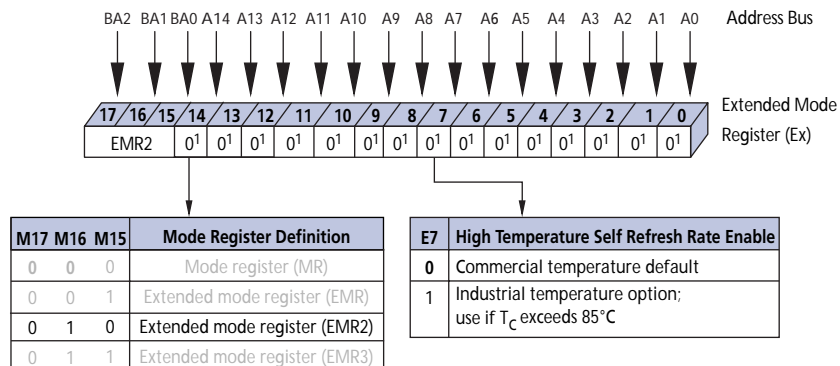 BA2 BA1 BA0 A14 A13 A12 A11 A10 A9 A8 A7 A6 A5 A4 A3 A2 A1 A0 Address Bus
17 16 15 14 13 12 11 10 9 8 7 6 5 4 3 2 1 0 Extended Mode
EMR2 0¹ 0¹ 0¹ 0¹ 0¹ 0¹ 0¹ 0¹ 0¹ 0¹ 0¹ 0¹ 0¹ 0¹ 0¹ Register (Ex)
M17 M16 M15 Mode Register Definition
0 0 0 Mode register (MR)
0 0 1 Extended mode register (EMR)
0 1 0 Extended mode register (EMR2)
0 1 1 Extended mode register (EMR3)
E7 High Temperature Self Refresh Rate Enable
0 Commercial temperature default
1 Industrial temperature option;
use if TC exceeds 85°C